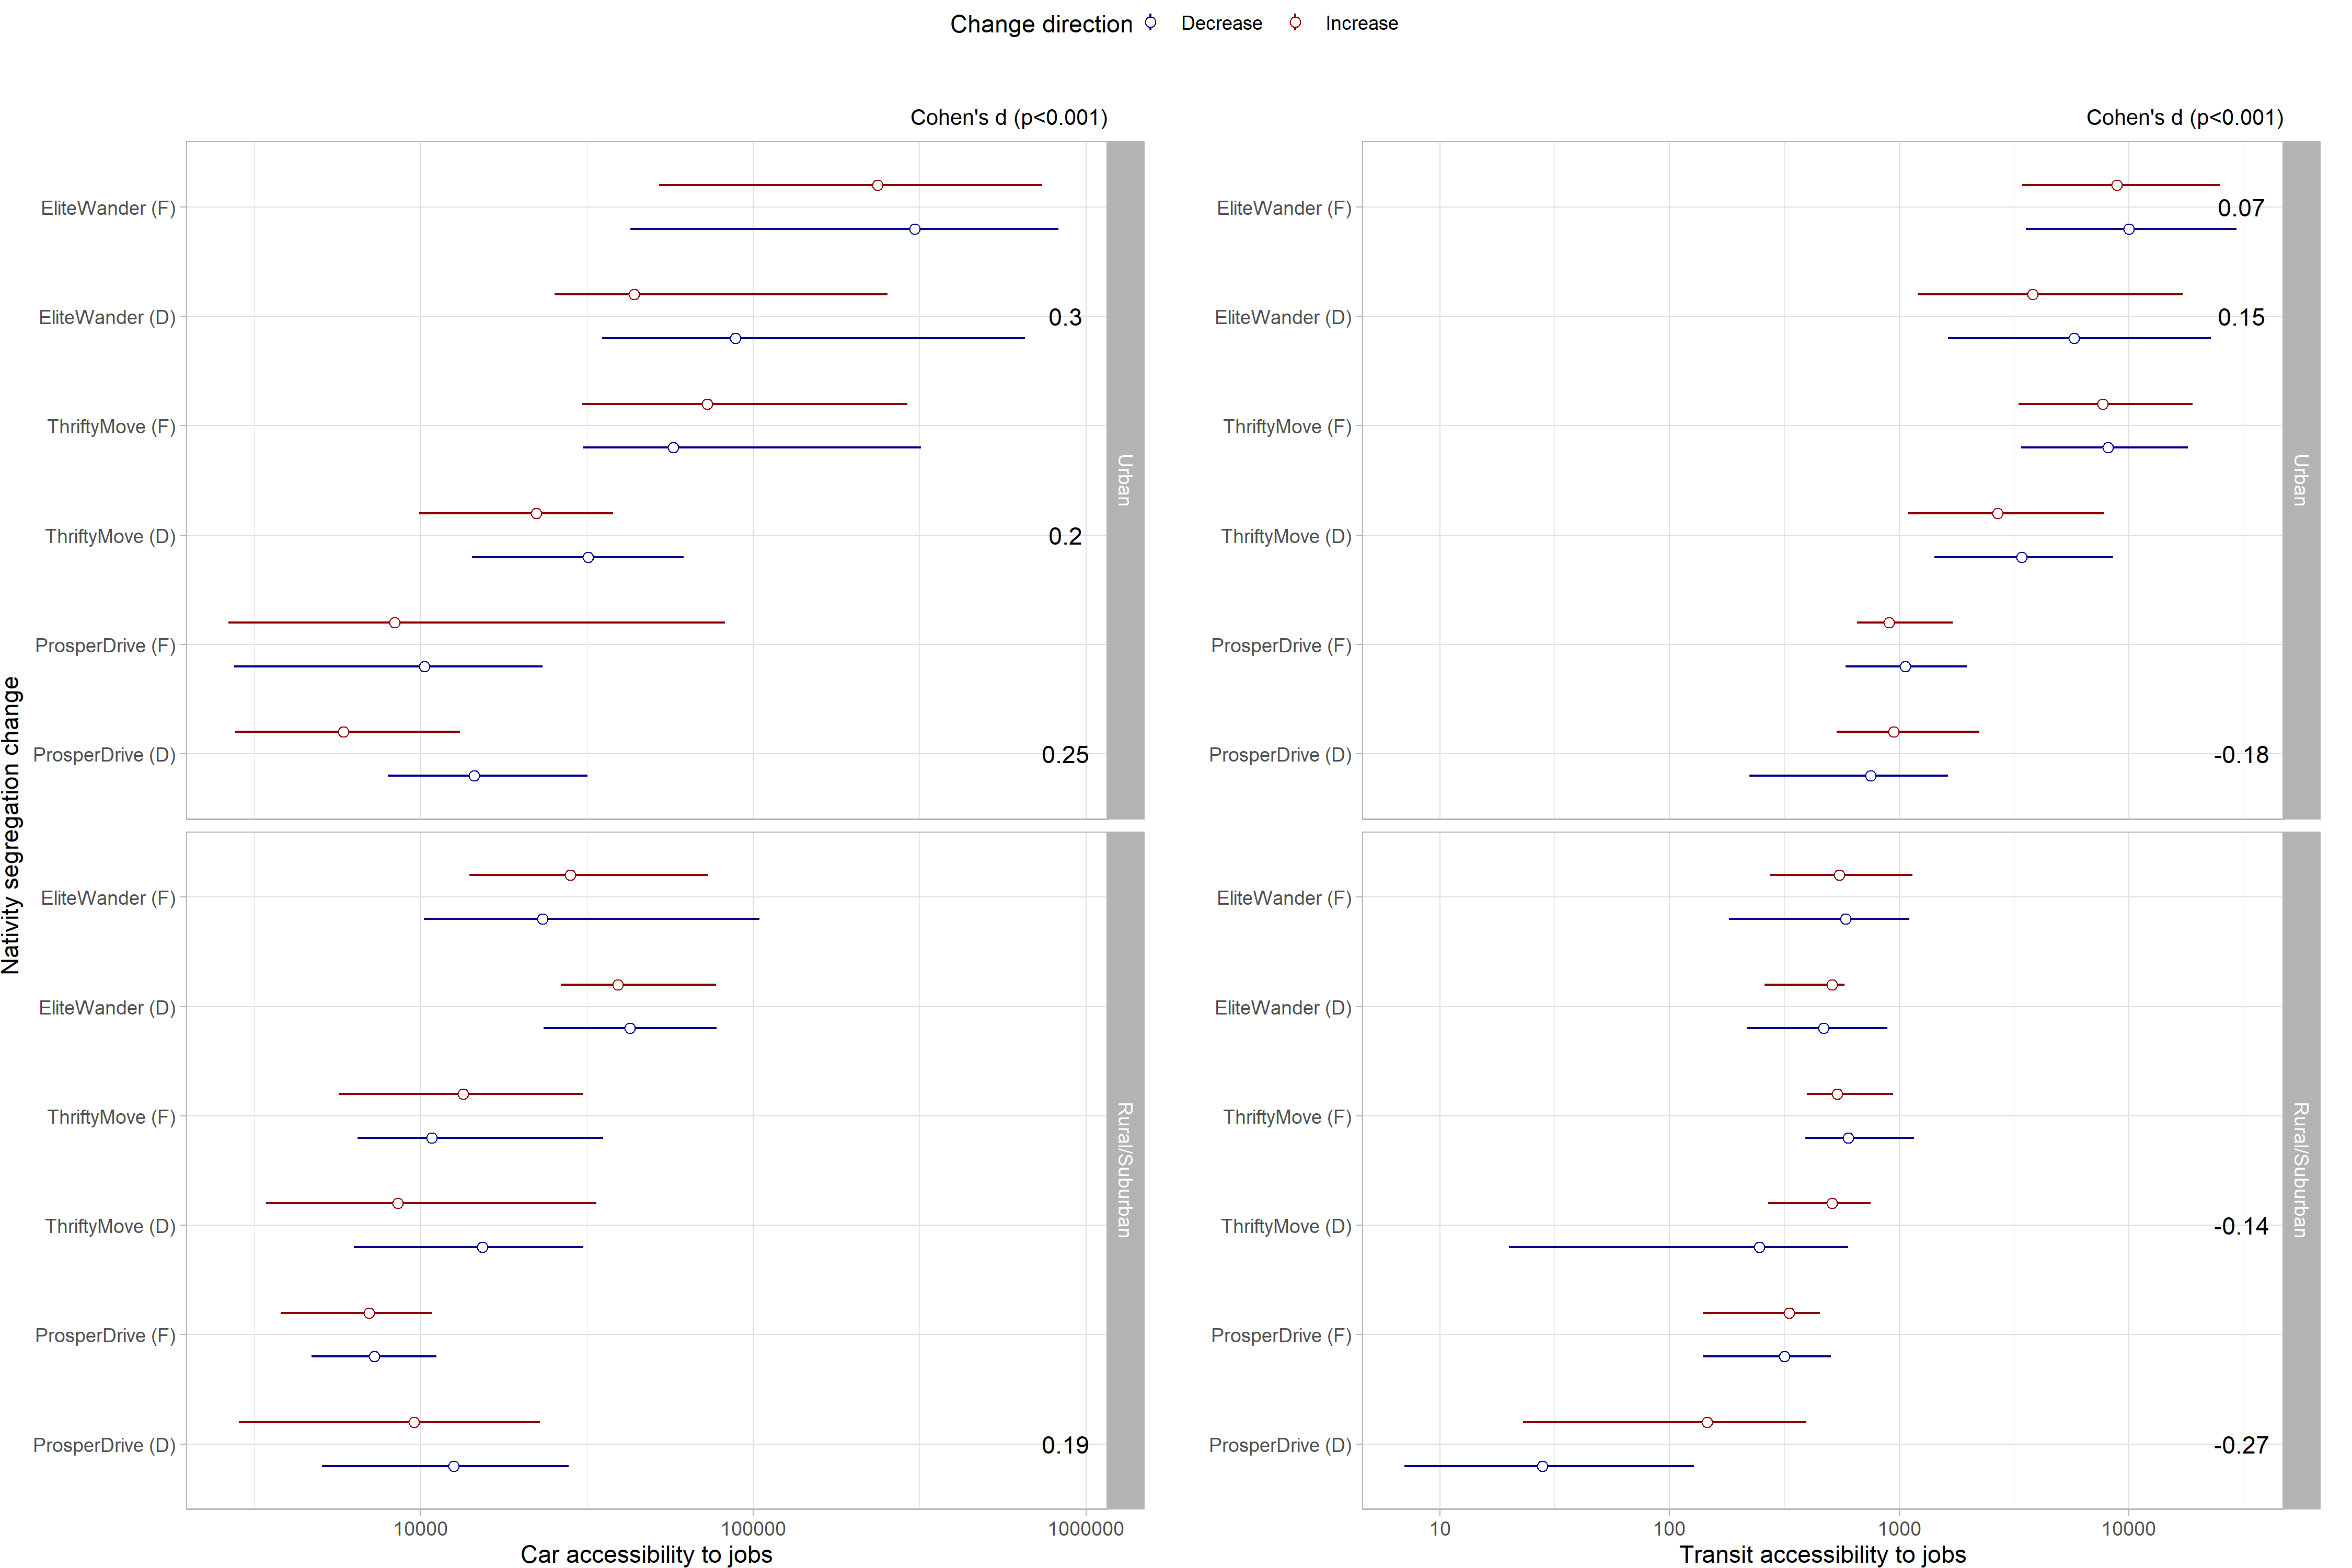 Change direction Decrease Increase
Cohen's d (p<0.001)
EliteWander (F)
EliteWander (D) 0.3
ThriftyMove (F)
ThriftyMove (D) 0.2
ProsperDrive (F)
ProsperDrive (D) 0.25
Urban
EliteWander (F)
EliteWander (D)
ThriftyMove (F)
ThriftyMove (D)
ProsperDrive (F)
ProsperDrive (D) 0.19
Rural/Suburban
10000 100000 1000000
Car accessibility to jobs
Nativity segregation change
Cohen's d (p<0.001)
EliteWander (F) 0.07
EliteWander (D) 0.15
ThriftyMove (F)
ThriftyMove (D)
ProsperDrive (F)
ProsperDrive (D) -0.18
Urban
EliteWander (F)
EliteWander (D)
ThriftyMove (F)
ThriftyMove (D) -0.14
ProsperDrive (F)
ProsperDrive (D) -0.27
Rural/Suburban
10 100 1000 10000
Transit accessibility to jobs